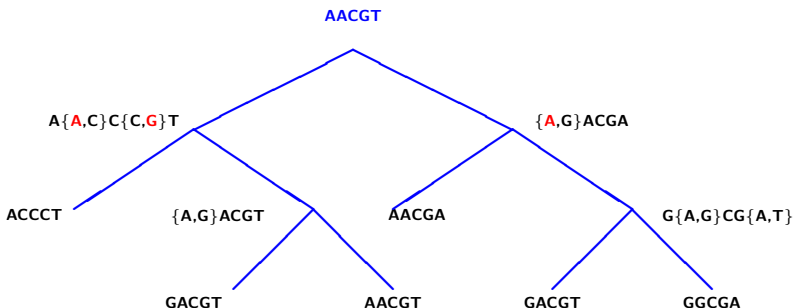 AACGT
A{A,C}C{C,G}T
{A,G}ACGA
ACCCT
{A,G}ACGT
AACGA
G{A,G}CG{A,T}
GACGT
AACGT
GACGT
GGCGA